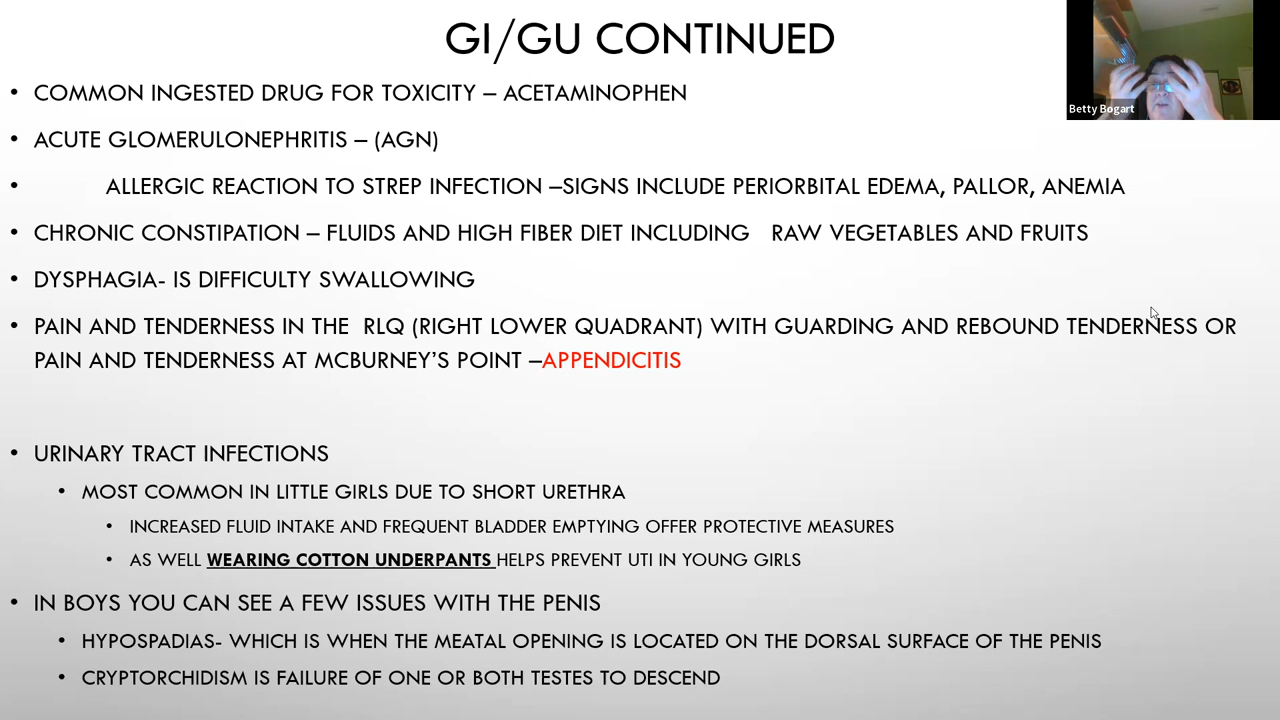 GI/GU CONTINUED
Betty Bogart
• COMMON INGESTED DRUG FOR TOXICITY – ACETAMINOPHEN
• ACUTE GLOMERULONEPHRITIS – (AGN)
• ALLERGIC REACTION TO STREP INFECTION –SIGNS INCLUDE PERIORBITAL EDEMA, PALLOR, ANEMIA
• CHRONIC CONSTIPATION – FLUIDS AND HIGH FIBER DIET INCLUDING RAW VEGETABLES AND FRUITS
• DYSPHAGIA- IS DIFFICULTY SWALLOWING
• PAIN AND TENDERNESS IN THE RLQ (RIGHT LOWER QUADRANT) WITH GUARDING AND REBOUND TENDERNESS OR
PAIN AND TENDERNESS AT MCBURNEY’S POINT –APPENDICITIS
• URINARY TRACT INFECTIONS
• MOST COMMON IN LITTLE GIRLS DUE TO SHORT URETHRA
• INCREASED FLUID INTAKE AND FREQUENT BLADDER EMPTYING OFFER PROTECTIVE MEASURES
• AS WELL WEARING COTTON UNDERPANTS HELPS PREVENT UTI IN YOUNG GIRLS
• IN BOYS YOU CAN SEE A FEW ISSUES WITH THE PENIS
• HYPOSPADIAS- WHICH IS WHEN THE MEATAL OPENING IS LOCATED ON THE DORSAL SURFACE OF THE PENIS
• CRYPTORCHIDISM IS FAILURE OF ONE OR BOTH TESTES TO DESCEND